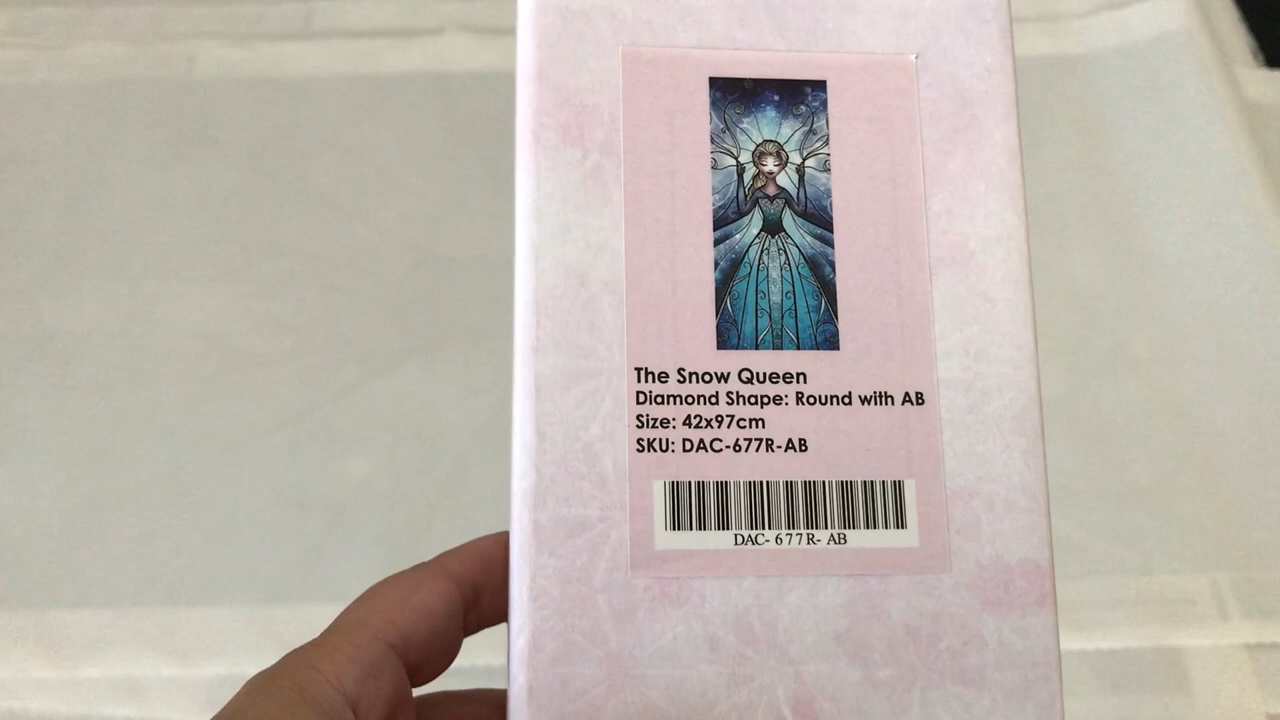 The Snow Queen
Diamond Shape: Round with AB
Size: 42x97cm
SKU: DAC-677R-AB
DAC- 677R- AB